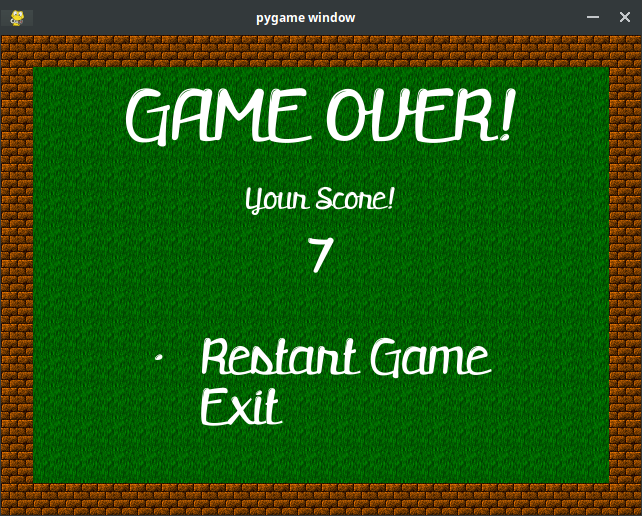 pygame window
GAME OVER!
Your Score!
7
· Restart Game
Exit